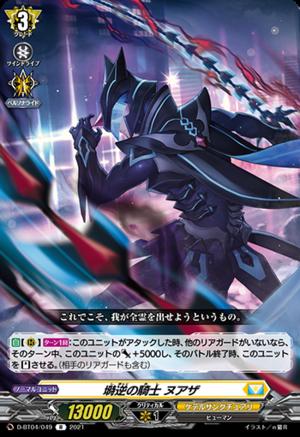 3
グレード
ツインドライブ
ペルソナライド
これでこそ、我が全霊を出せようというもの。
ノーマルユニット
ターン1回:このユニットがアタックした時、他のリアガードがいないなら、
そのターン中、このユニットの+5000し、そのバトル終了時、このユニット
を【スタンド】させる。(相手のリアガードも含む)
逆の騎士 ヌアザ
ケテルサンクチュアリ
パワー
13000
クリティカル
1
ヒューマン
D-BT04/049 R 2021
イラスト/